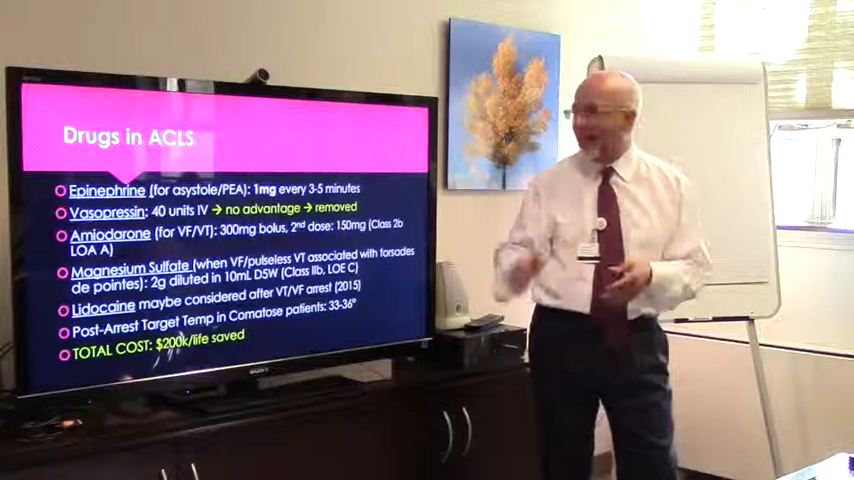 Drugs in ACLS
Epinephrine (for asystole/PEA): 1mg every 3-5 minutes
Vasopressin: 40 units IV → no advantage → removed
Amiodarone (for VF/VT): 300mg bolus, 2nd dose: 150mg (Class 2b
LOA A)
Magnesium Sulfate (when VF/pulseless VT associated with torsades
de pointes): 2g diluted in 10mL D5W (Class IIb, LOE C)
Lidocaine maybe considered after VT/VF arrest (2015)
Post-Arrest Target Temp in Comatose patients: 33-36°
TOTAL COST: $200k/life saved
SONY